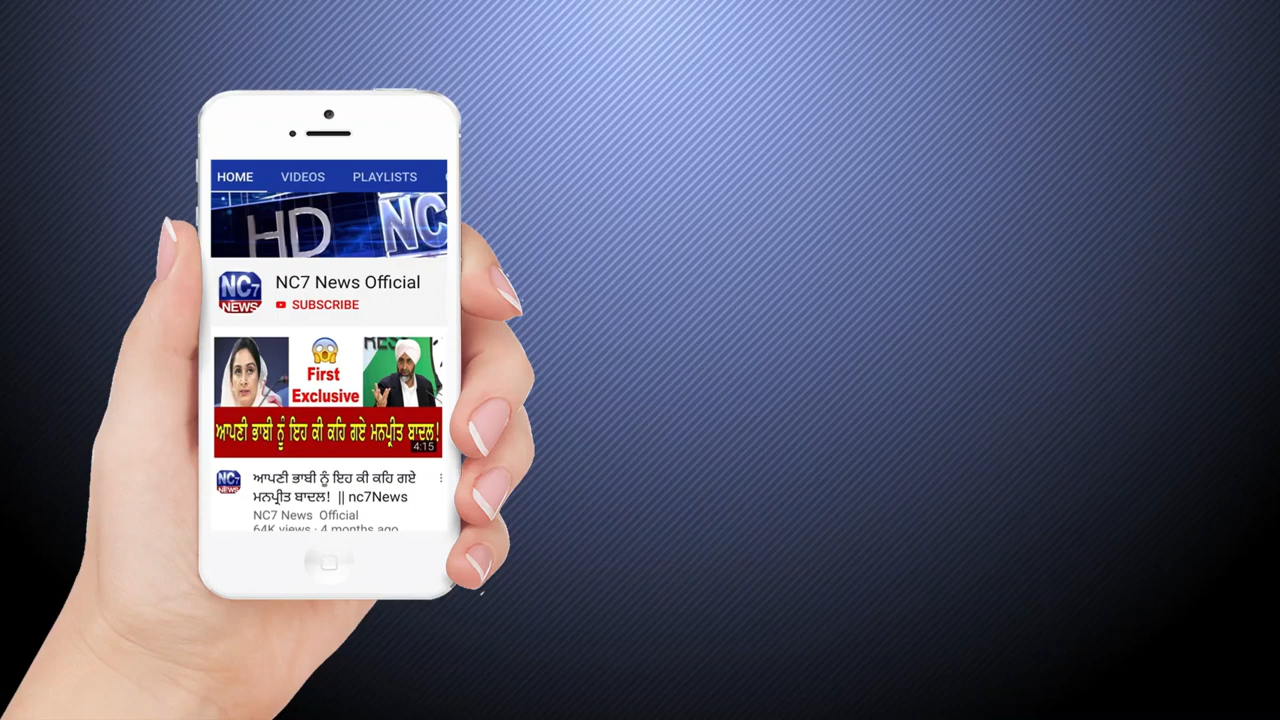 HOME VIDEOS PLAYLISTS
HD NC
NC7 NEWS
NC7 News Official
SUBSCRIBE
First
Exclusive
ਆਪਣੀ ਭਾਬੀ ਨੂੰ ਇਹ ਕੀ ਕਹਿ ਗਏ ਮਨਪ੍ਰੀਤ ਬਾਦਲ!
4:15
NC7 NEWS
ਆਪਣੀ ਭਾਬੀ ਨੂੰ ਇਹ ਕੀ ਕਹਿ ਗਏ
ਮਨਪ੍ਰੀਤ ਬਾਦਲ! || nc7News
NC7 News Official
64K views · 4 months ago